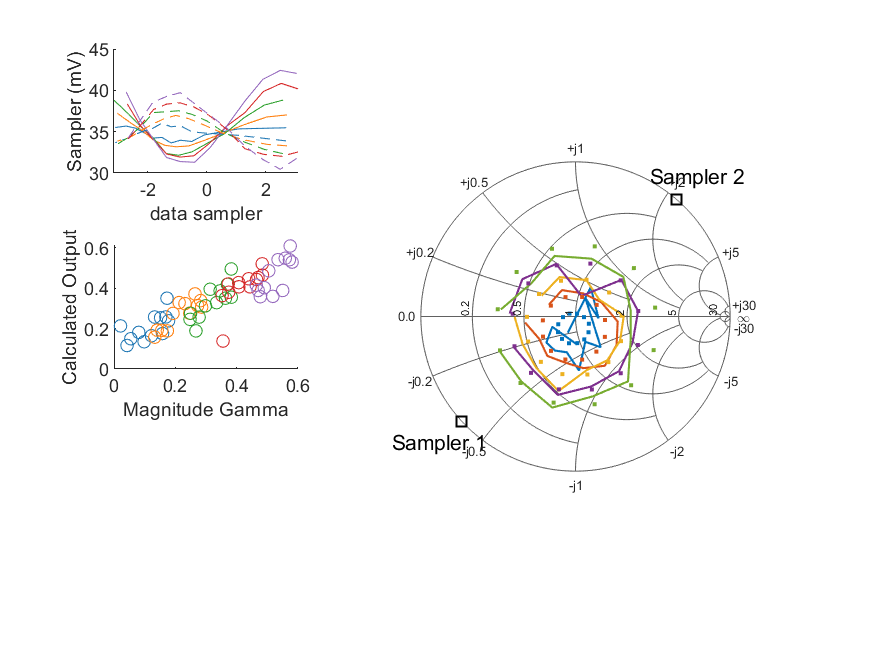 45
40
35
30
Sampler (mV)
-2
0
2
data sampler
0.6
0.4
0.2
0
Calculated Output
0
0.2
0.4
0.6
Magnitude Gamma
+j1
+j0.5
+j2
Sampler 2
+j0.2
+j5
0.0
0.2
0.5
1
2
5
30
+j30
∞
-j30
-j0.2
-j5
Sampler 1
-j0.5
-j2
-j1